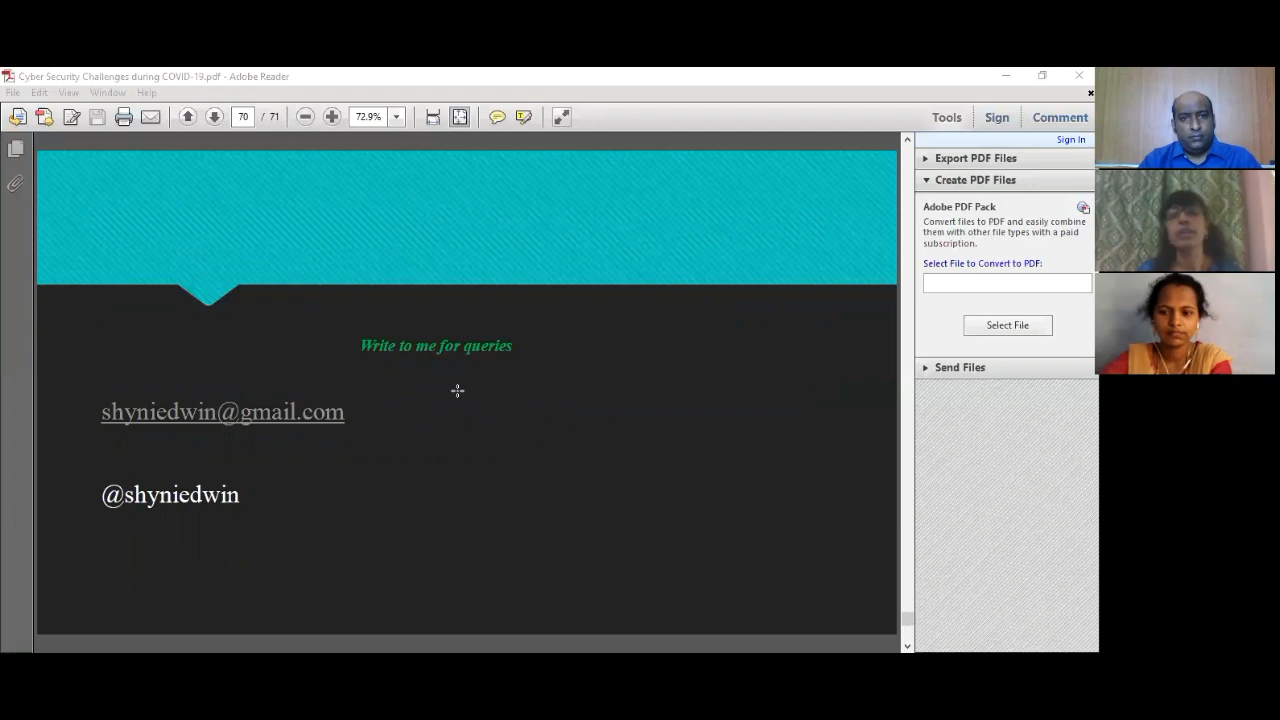 Cyber Security Challenges during COVID-19.pdf - Adobe Reader
File Edit View Window Help
70 / 71 72.9% Tools Sign Comment
Sign In
Export PDF Files
Create PDF Files
Adobe PDF Pack
Convert files to PDF and easily combine
them with other file types with a paid
subscription.
Select File to Convert to PDF:
Select File
Send Files
Write to me for queries
shyniedwin@gmail.com
@shyniedwin